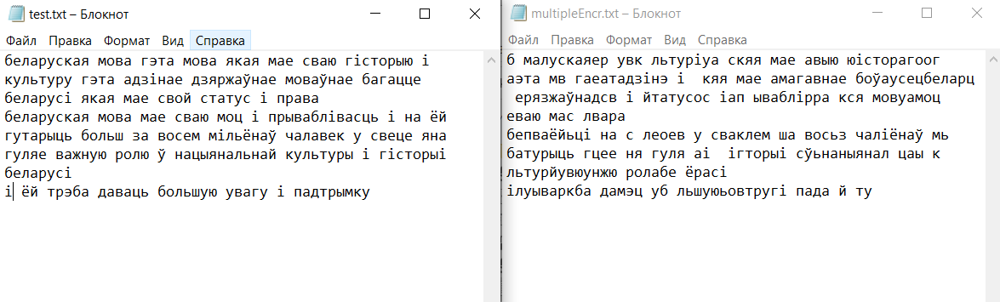 test.txt – Блокнот
Файл Правка Формат Вид Справка
беларуская мова гэта мова якая мае сваю гісторыю і
культуру гэта адзінае дзяржаўнае моваўнае багацце
беларусі якая мае свой статус і права
беларуская мова мае сваю моц і прывабліваcць і на ёй
гутарыць больш за восем мільёнаў чалавек у свеце яна
гуляе важную ролю ў нацыянальнай культуры і гісторыі
беларусі
і ёй трэба даваць большую увагу і падтрымку
multipleEncr.txt – Блокнот
Файл Правка Формат Вид Справка
б малускаяер увк льтуріуа скяя мае авыю юісторагоог
аэта мв гаеатадзінэ і  кяя мае амагавнае боўаусецбеларц
ерязжаўнадсв і йтатусос іап ывабліррa кся мовуамоц
еваю мас лвара
бепваёйьці на с леоев у сваклем ша восьз чаліёнаў мь
батурыць гцее ня гуля аі  ігторыі сўьнаныянал цаы к
льтурйувюунжю ролабе ёрасі
ілуываркба дамэц уб льшуюьовтругі пада й ту